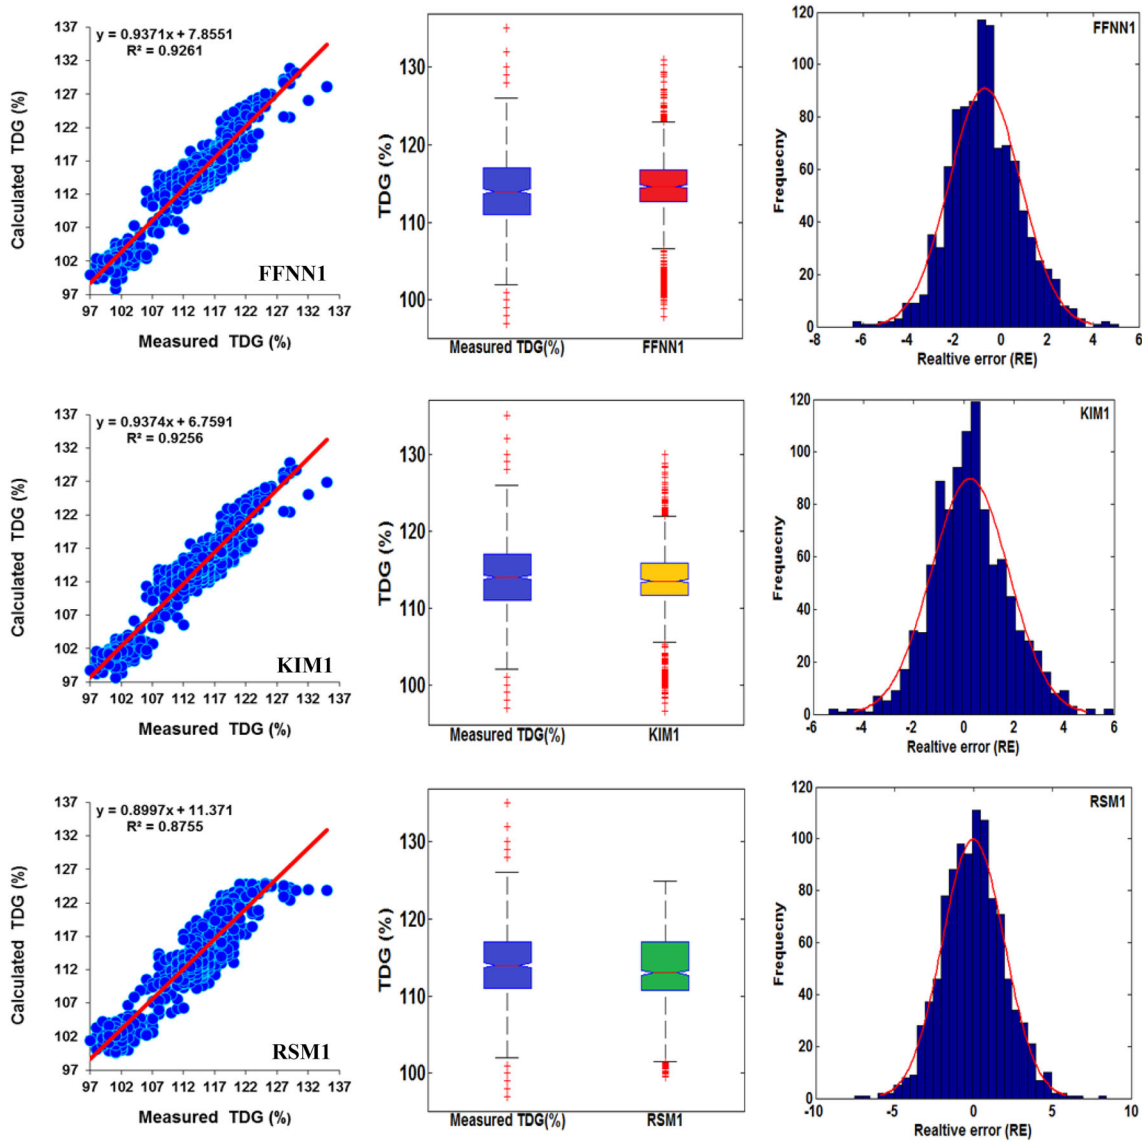 y = 0.9371x + 7.8551
R² = 0.9261
137
132
127
122
117
112
107
102
97
Calculated TDG (%)
97 102 107 112 117 122 127 132 137
Measured TDG (%)
FFNN1
130
120
110
100
TDG (%)
Measured TDG(%) FFNN1
FFNN1
120
100
80
60
40
20
0
Frequecny
-8 -6 -4 -2 0 2 4 6
Realtive error (RE)
y = 0.9374x + 6.7591
R² = 0.9256
137
132
127
122
117
112
107
102
97
Calculated TDG (%)
97 102 107 112 117 122 127 132 137
Measured TDG (%)
KIM1
130
120
110
100
TDG (%)
Measured TDG(%) KIM1
KIM1
120
100
80
60
40
20
0
Frequecny
-6 -4 -2 0 2 4 6
Realtive error (RE)
y = 0.8997x + 11.371
R² = 0.8755
137
132
127
122
117
112
107
102
97
Calculated TDG (%)
97 102 107 112 117 122 127 132 137
Measured TDG (%)
RSM1
130
120
110
100
TDG (%)
Measured TDG(%) RSM1
RSM1
120
100
80
60
40
20
0
Frequecny
-10 -5 0 5 10
Realtive error (RE)